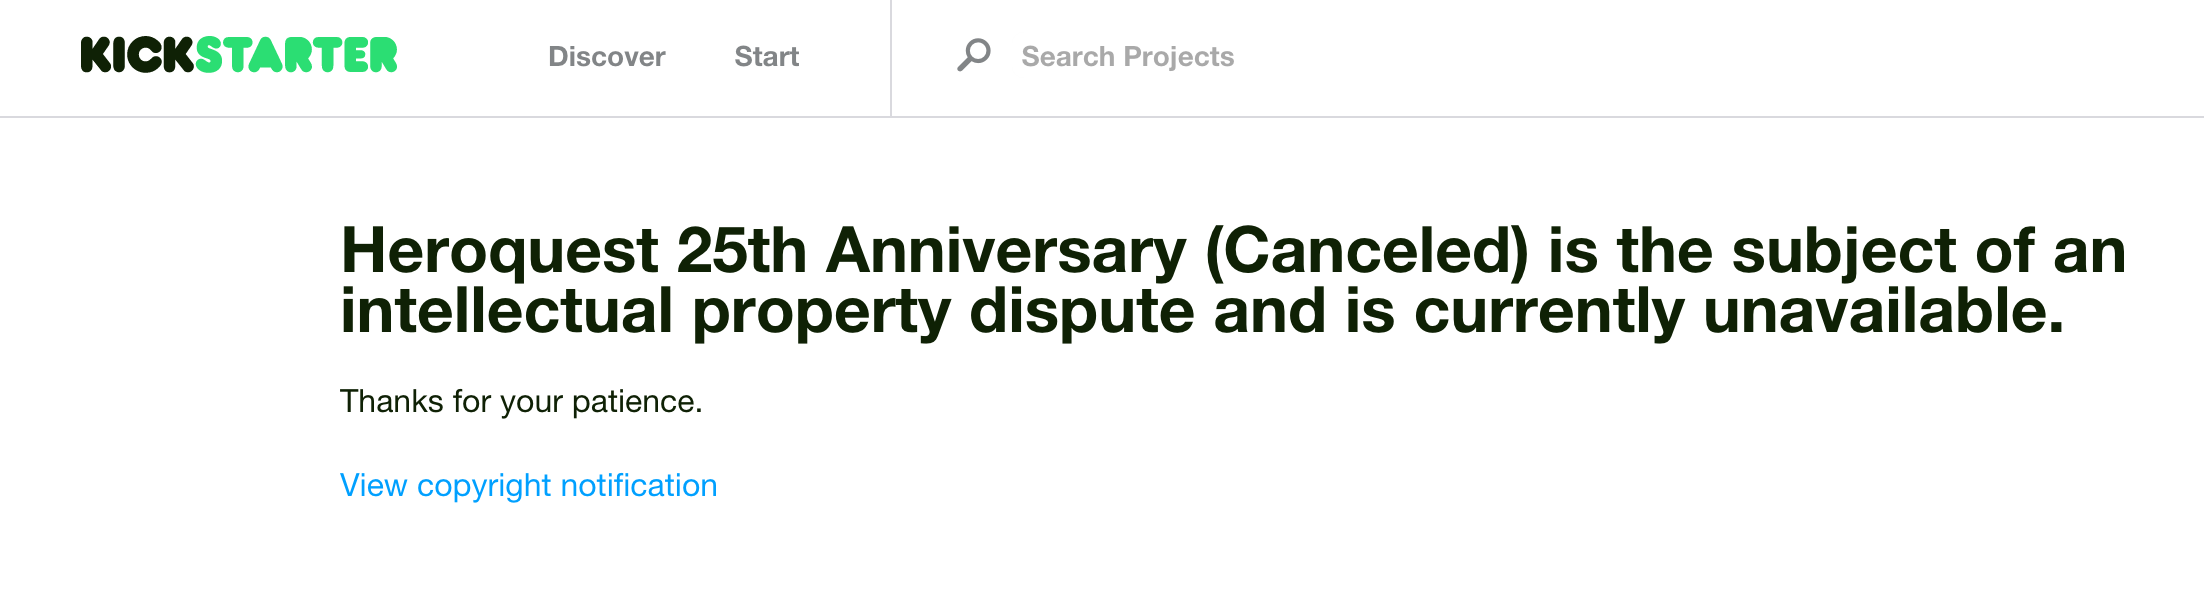 KICKSTARTER Discover Start Search Projects
Heroquest 25th Anniversary (Canceled) is the subject of an
intellectual property dispute and is currently unavailable.
Thanks for your patience.
View copyright notification